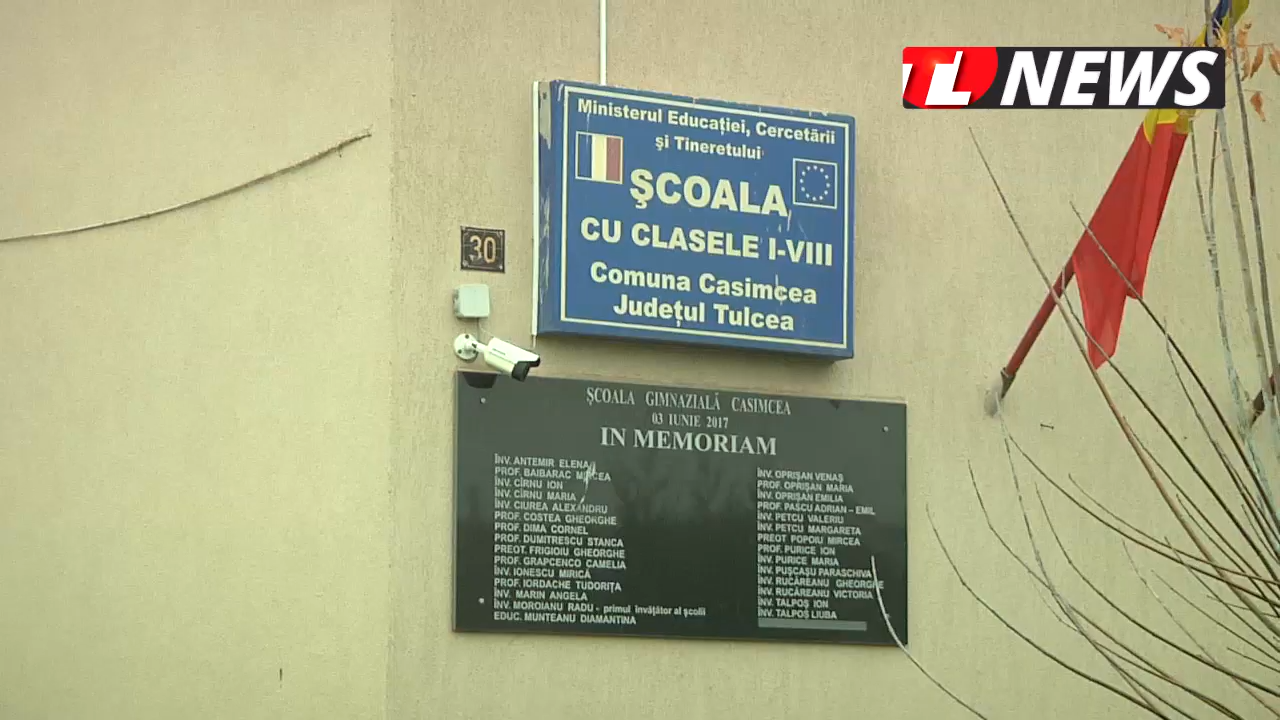 TL NEWS
Ministerul Educației, Cercetării
și Tineretului
ŞCOALA
CU CLASELE I-VIII
Comuna Casimcea
Județul Tulcea
30
ŞCOALA GIMNAZIALĂ CASIMCEA
03 IUNIE 2017
IN MEMORIAM
ÎNV. ANTEMIR ELENA
PROF. BAIBARAC MIRCEA
ÎNV. CÎRNU ION
ÎNV. CÎRNU MARIA
ÎNV. CIUREA ALEXANDRU
PROF. COSTEA GHEORGHE
PROF. DIMA CORNEL
PROF. DUMITRESCU STANCA
PREOT. FRIGIOIU GHEORGHE
PROF. GRAPCENCO CAMELIA
ÎNV. IONESCU MIRICĂ
PROF. IORDACHE TUDORIȚA
ÎNV. MARIN ANGELA
ÎNV. MOROIANU RADU - primul învățător al școlii
EDUC. MUNTEANU DIAMANTINA
ÎNV. OPRIȘAN VENAȘ
PROF. OPRIȘAN MARIA
ÎNV. OPRIȘAN EMILIA
PROF. PASCU ADRIAN – EMIL
ÎNV. PETCU VALERIU
ÎNV. PETCU MARGARETA
PREOT POPOIU MIRCEA
PROF. PURICE ION
ÎNV. PURICE MARIA
ÎNV. PUȘCAȘU PARASCHIVA
ÎNV. RUCĂREANU GHEORGHE
ÎNV. RUCĂREANU VICTORIA
ÎNV. TALPOȘ ION
ÎNV. TALPOȘ LIUBA